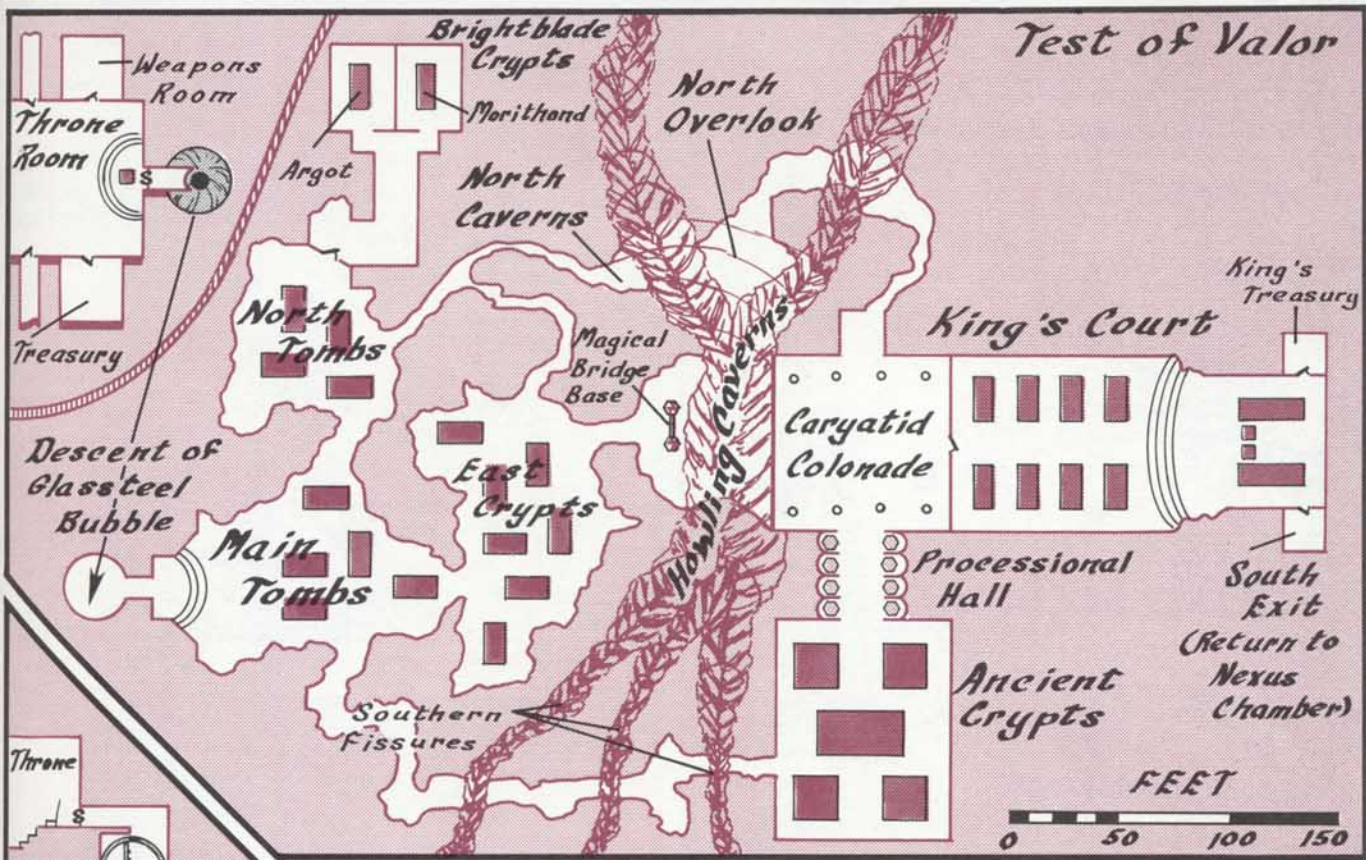 Test of Valor
Weapons
Room
Throne
Room
S
Treasury
Descent of
Glassteel
Bubble
Brightblade
Crypts
Morithond
Argot
North
Overlook
North
Caverns
North
Tombs
Magical
Bridge
Base
Howling Caverns
East
Crypts
Main
Tombs
Southern
Fissures
King's
Treasury
King's Court
Caryatid
Colonade
Processional
Hall
Ancient
Crypts
South
Exit
(Return to
Nexus
Chamber)
Throne
S
FEET
0 50 100 150